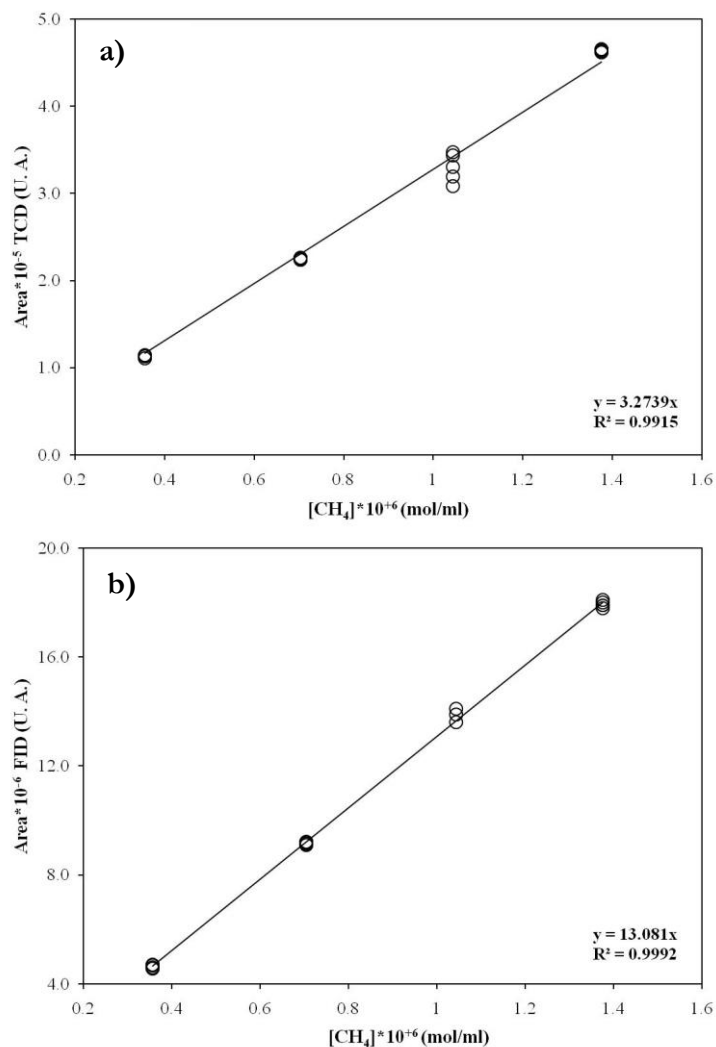 a)
5.0
4.0
3.0
2.0
1.0
0.0
Area*10⁻⁵ TCD (U. A.)
y = 3.2739x
R² = 0.9915
0.2 0.4 0.6 0.8 1 1.2 1.4 1.6
[CH₄]*10⁺⁶ (mol/ml)
b)
20.0
16.0
12.0
8.0
4.0
Area*10⁻⁶ FID (U. A.)
y = 13.081x
R² = 0.9992
0.2 0.4 0.6 0.8 1 1.2 1.4 1.6
[CH₄]*10⁺⁶ (mol/ml)